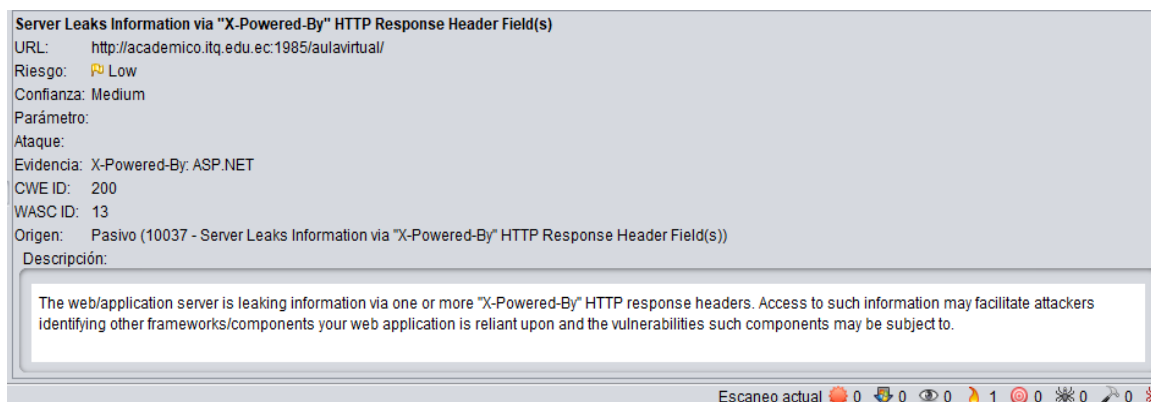 Server Leaks Information via "X-Powered-By" HTTP Response Header Field(s)
URL: http://academico.itq.edu.ec:1985/aulavirtual/
Riesgo: Low
Confianza: Medium
Parámetro:
Ataque:
Evidencia: X-Powered-By: ASP.NET
CWE ID: 200
WASC ID: 13
Origen: Pasivo (10037 - Server Leaks Information via "X-Powered-By" HTTP Response Header Field(s))
Descripción:
The web/application server is leaking information via one or more "X-Powered-By" HTTP response headers. Access to such information may facilitate attackers
identifying other frameworks/components your web application is reliant upon and the vulnerabilities such components may be subject to.
Escaneo actual 0 0 0 1 0 0 0